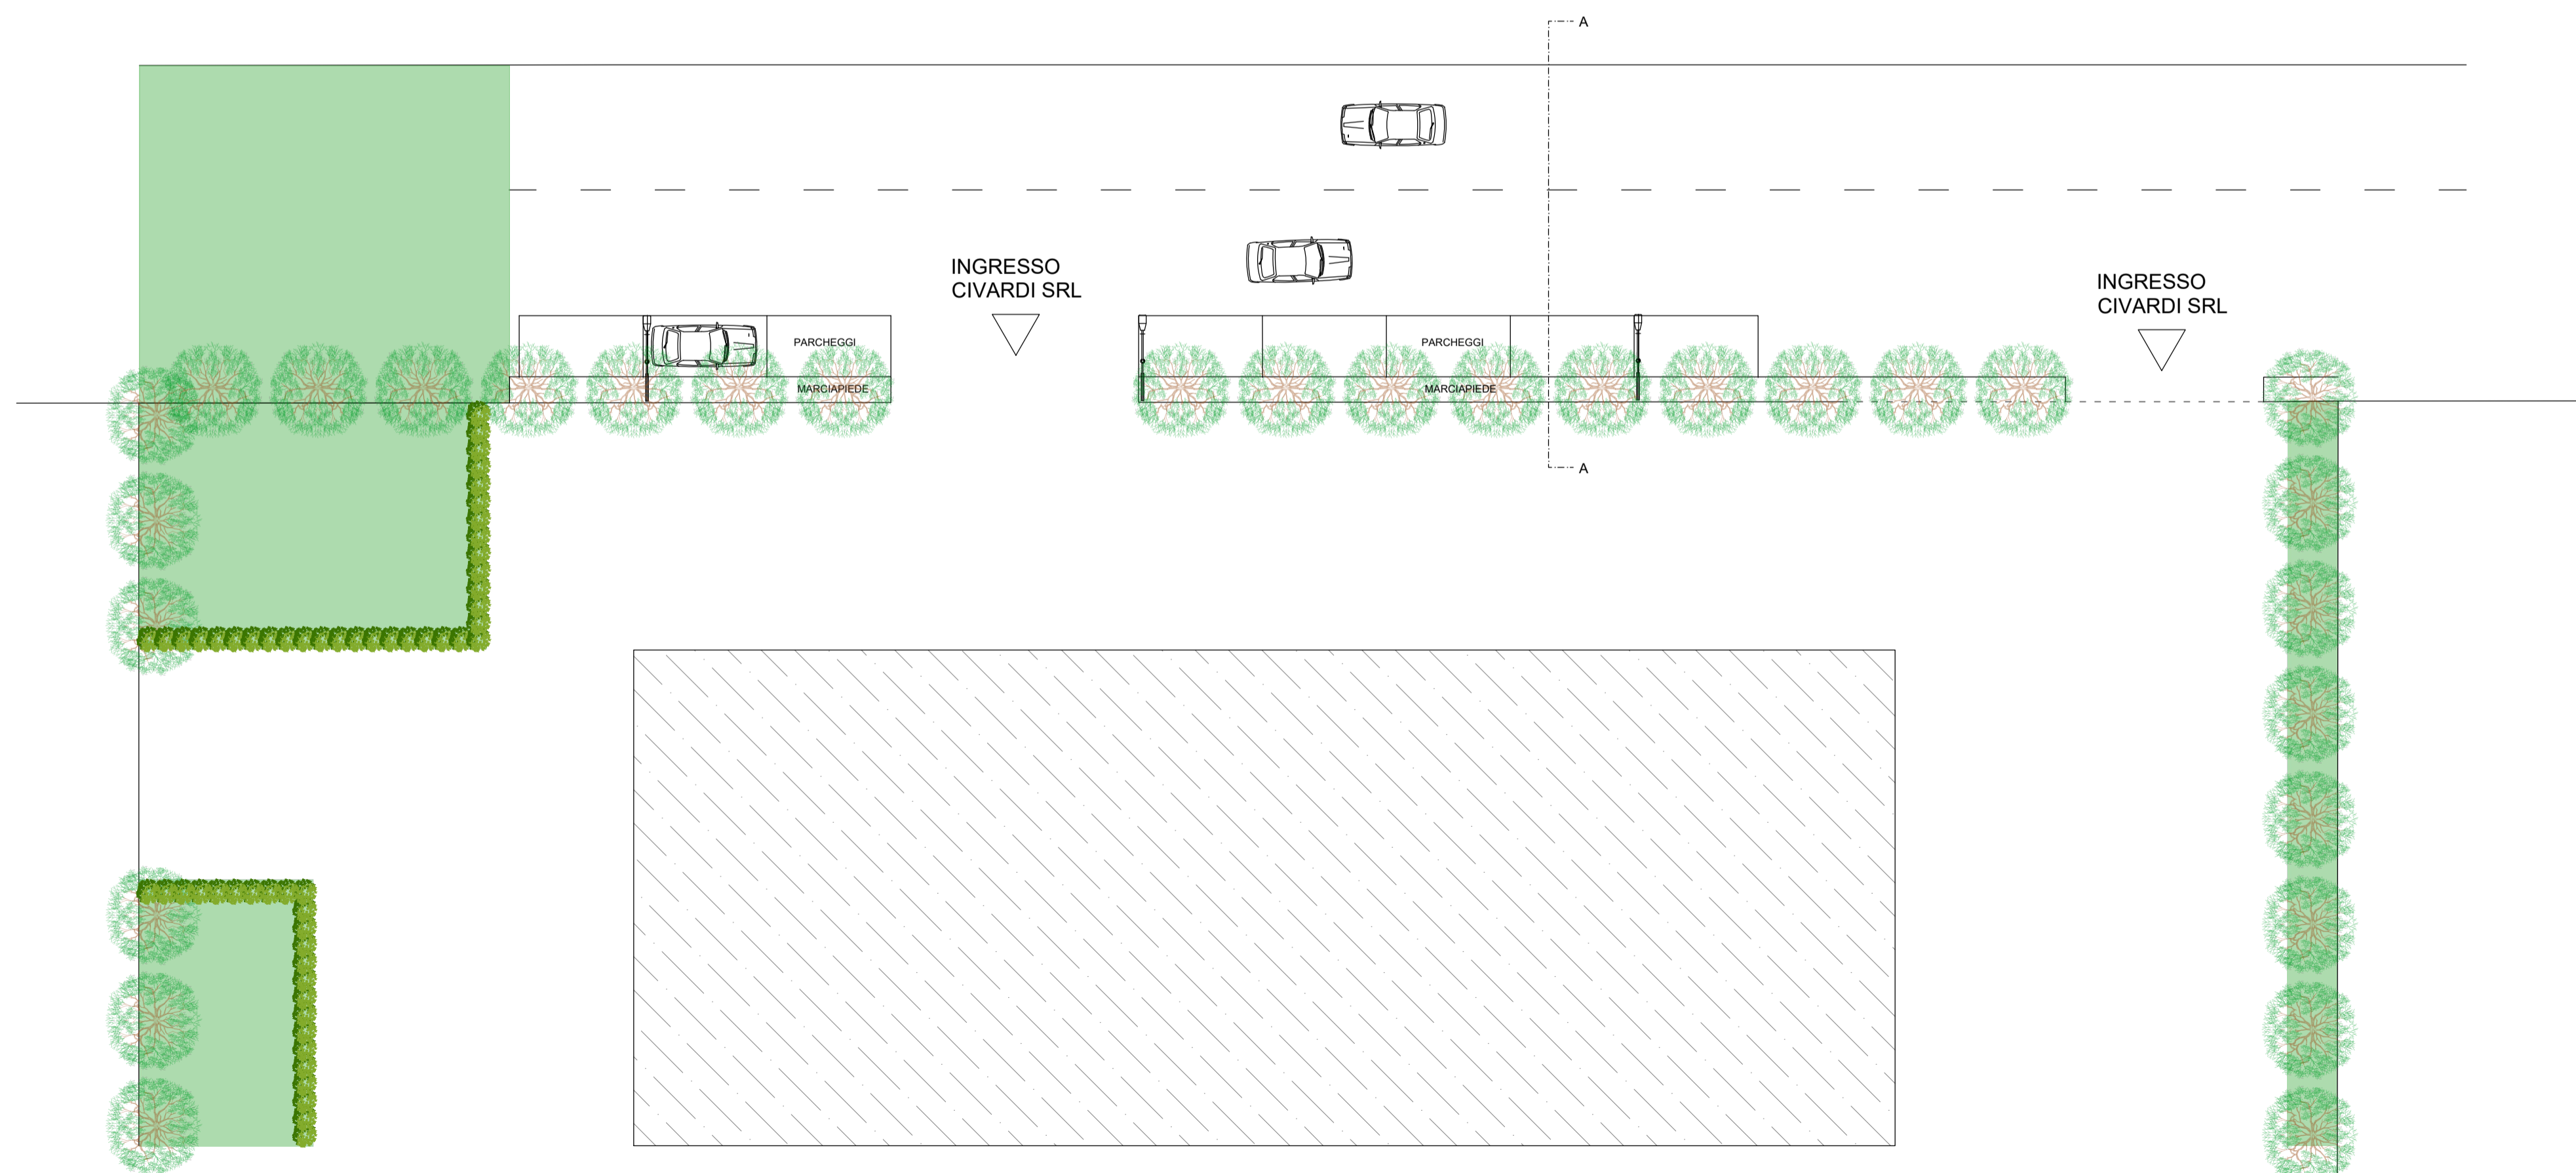 A
INGRESSO
CIVARDI SRL
INGRESSO
CIVARDI SRL
PARCHEGGI
PARCHEGGI
MARCIAPIEDE
MARCIAPIEDE
A